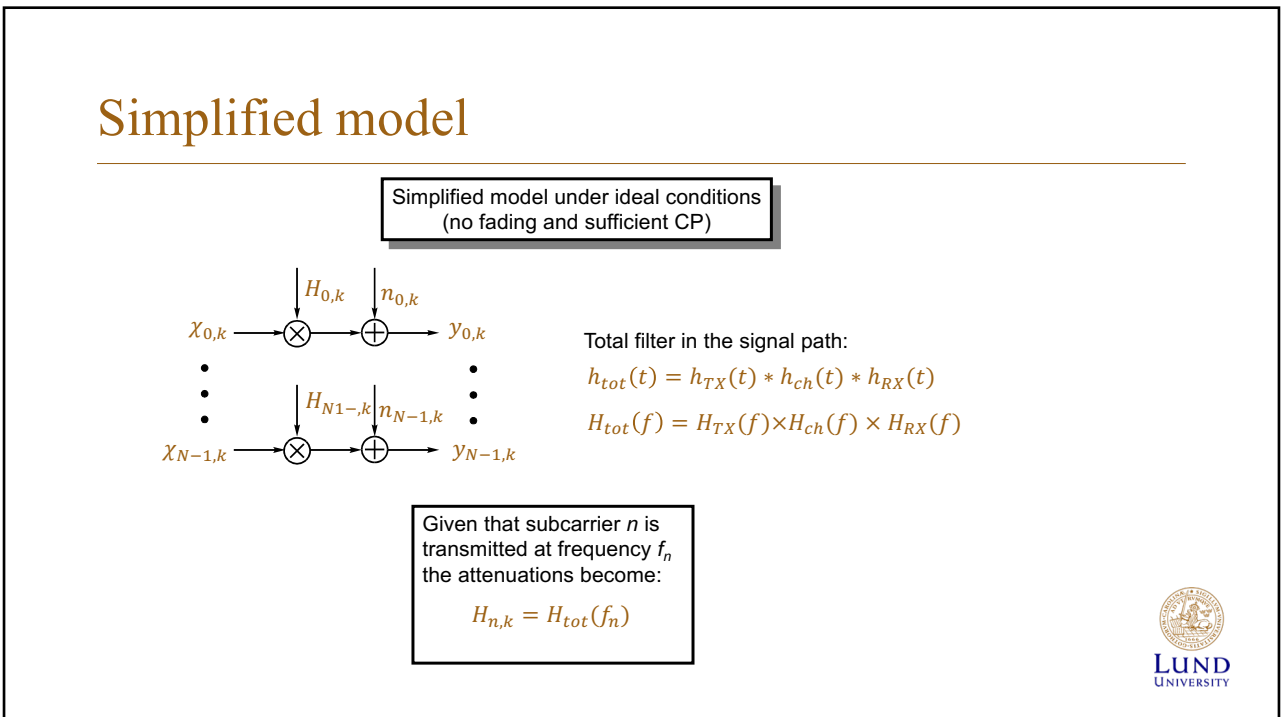 Simplified model
Simplified model under ideal conditions
(no fading and sufficient CP)
H_{0,k} n_{0,k}
χ_{0,k} y_{0,k}
H_{N1-,k} n_{N-1,k}
χ_{N-1,k} y_{N-1,k}
Total filter in the signal path:
h_{tot}(t) = h_{TX}(t) * h_{ch}(t) * h_{RX}(t)
H_{tot}(f) = H_{TX}(f)×H_{ch}(f) × H_{RX}(f)
Given that subcarrier n is
transmitted at frequency f_n
the attenuations become:
H_{n,k} = H_{tot}(f_n)
LUND
UNIVERSITY